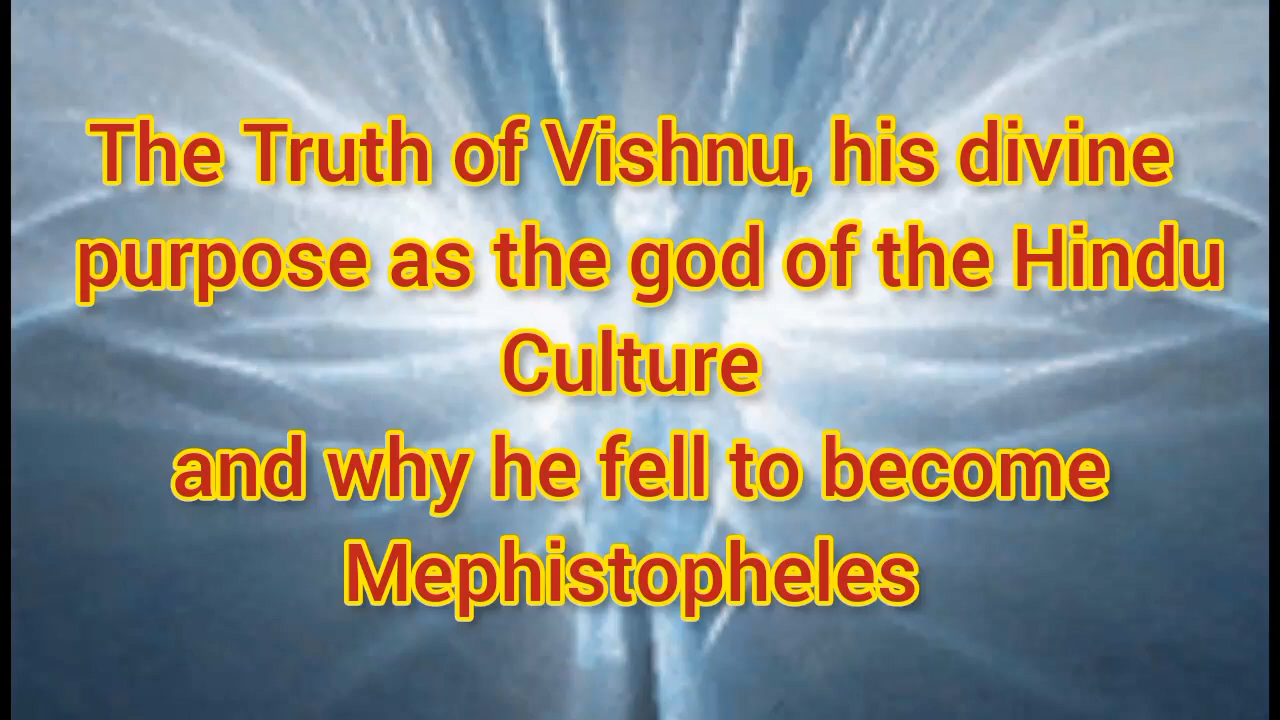 The Truth of Vishnu, his divine
purpose as the god of the Hindu
Culture
and why he fell to become
Mephistopheles